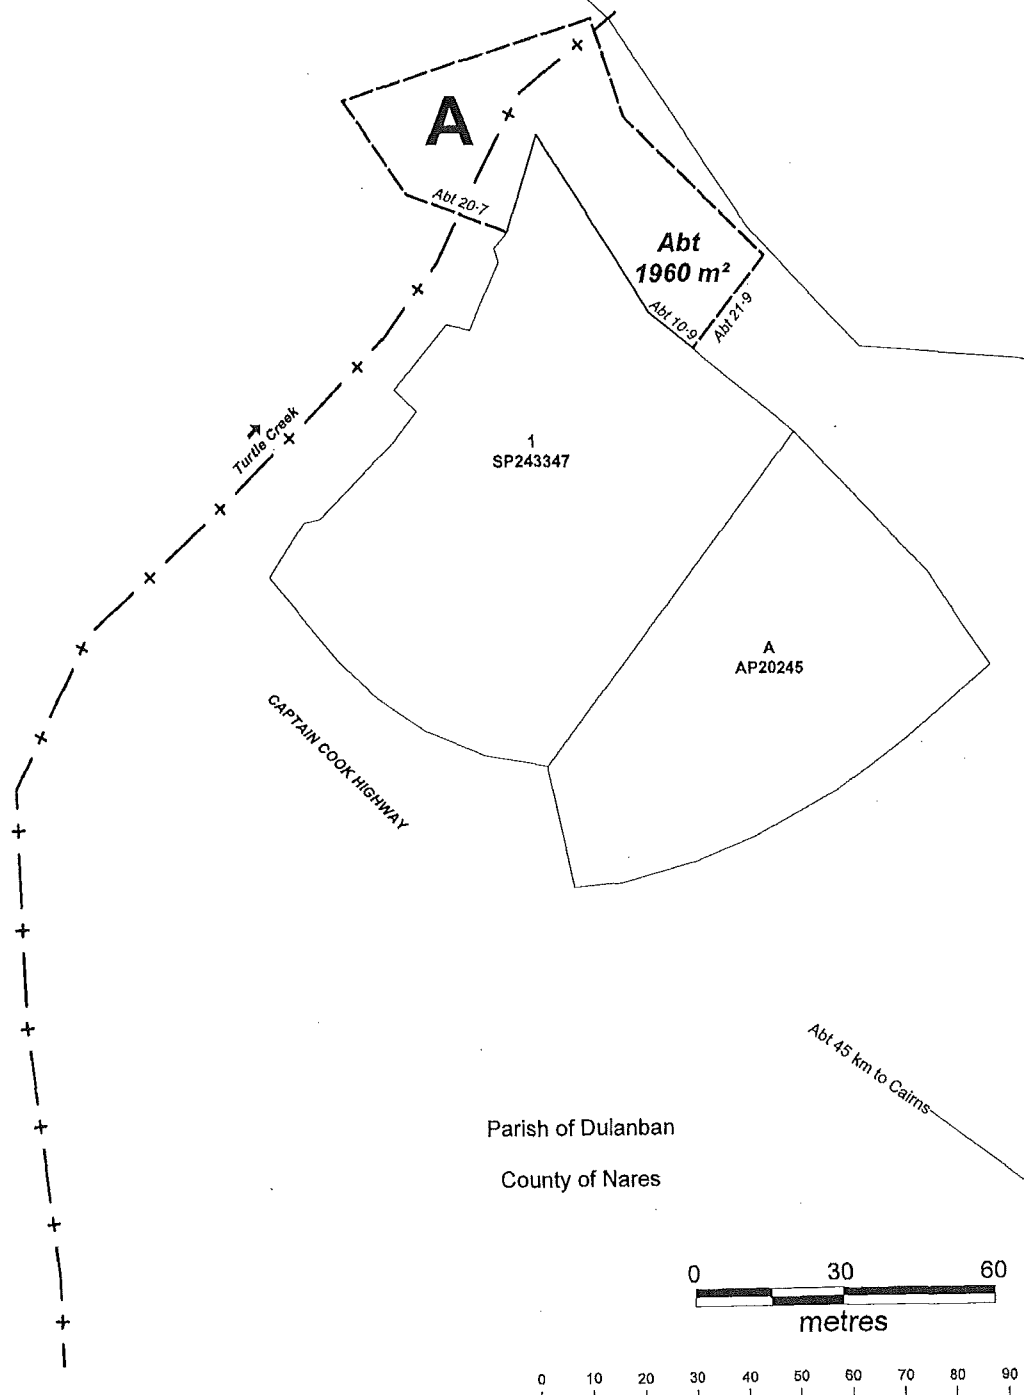 A
Abt 20·7
Abt
1960 m²
Abt 10·9
Abt 21·9
Turtle Creek
1
SP243347
A
AP20245
CAPTAIN COOK HIGHWAY
Abt 45 km to Cairns
Parish of Dulanban
County of Nares
0 30 60
metres
0 10 20 30 40 50 60 70 80 90